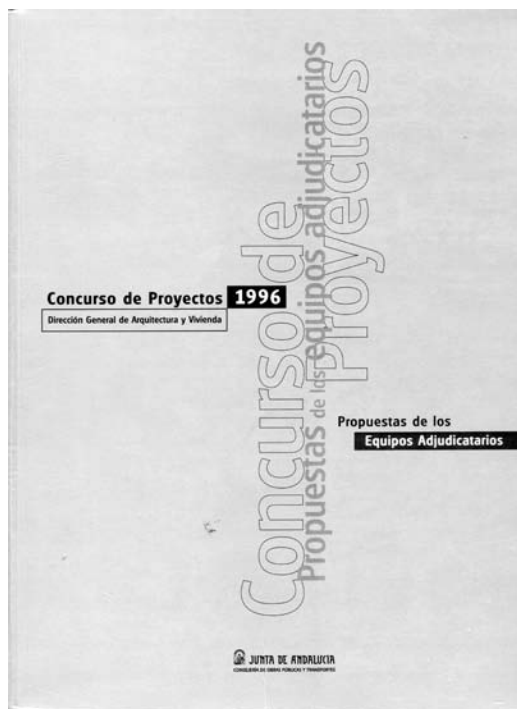 Concurso de
Proyectos
Propuestas de los equipos adjudicatarios
Concurso de Proyectos 1996
Dirección General de Arquitectura y Vivienda
Propuestas de los
Equipos Adjudicatarios
JUNTA DE ANDALUCIA
CONSEJERÍA DE OBRAS PÚBLICAS Y TRANSPORTES